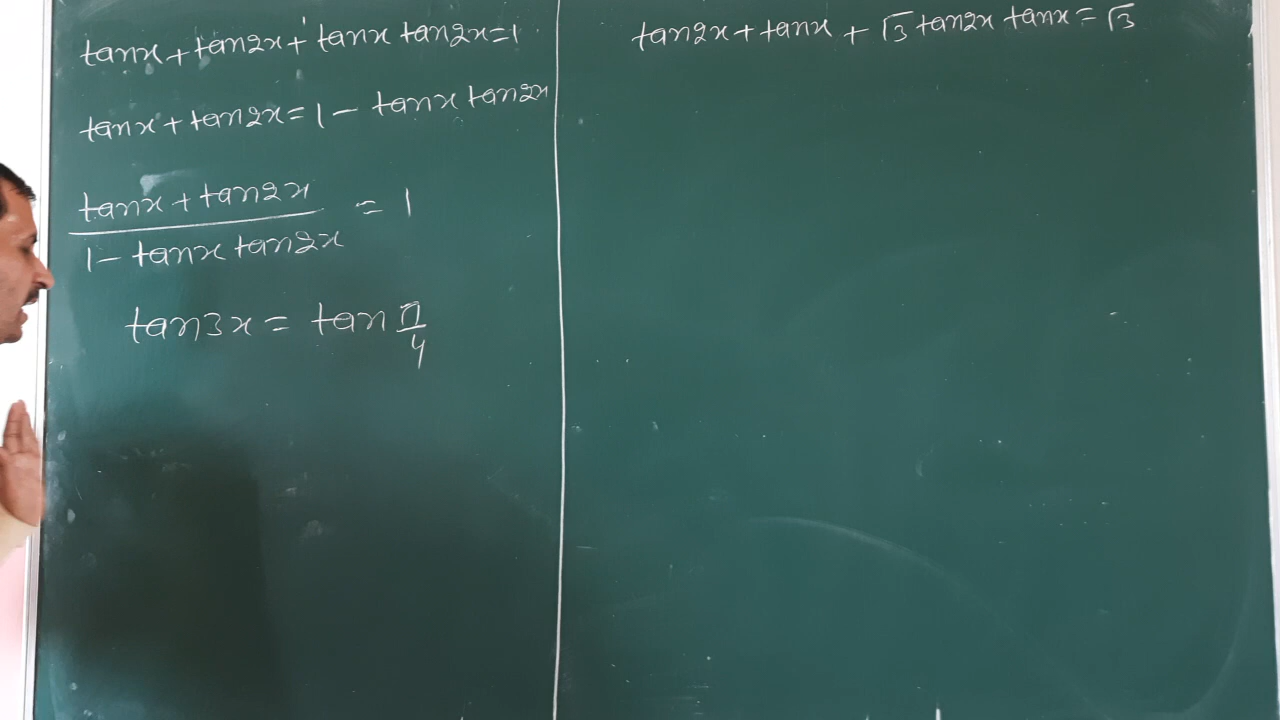 tanx + tan2x + tanx tan2x = 1
tanx + tan2x = 1 - tanx tan2x
tanx + tan2x
1 - tanx tan2x
= 1
tan3x = tan π/4
tan2x + tanx + √3 tan2x tanx = √3